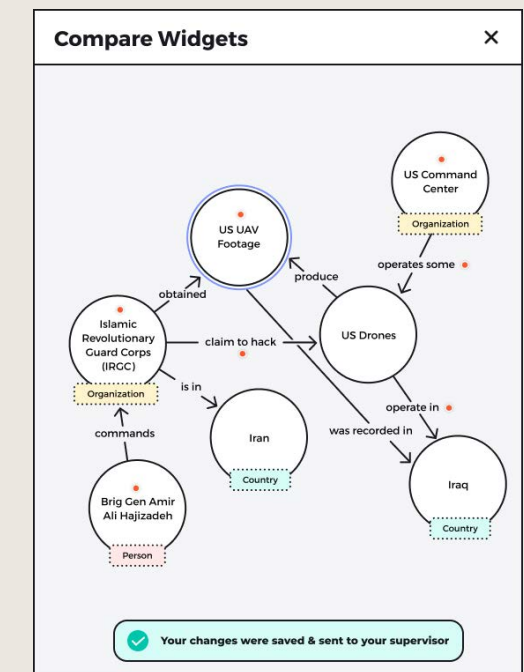 Compare Widgets
US Command
Center
Organization
US UAV
Footage
operates some
produce
obtained
Islamic
Revolutionary
Guard Corps
(IRGC)
Organization
claim to hack
US Drones
is in
operate in
commands
Iran
Country
was recorded in
Iraq
Country
Brig Gen Amir
Ali Hajizadeh
Person
Your changes were saved & sent to your supervisor